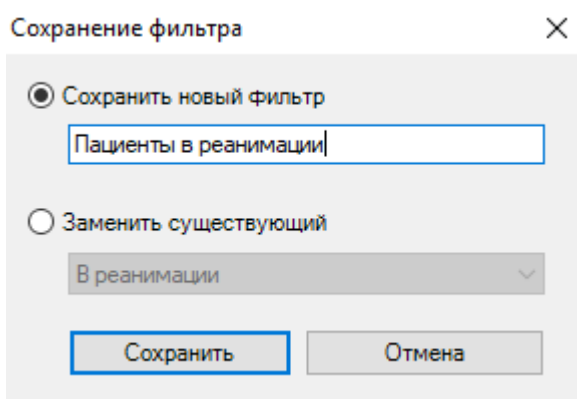 Сохранение фильтра
Сохранить новый фильтр
Пациенты в реанимации
Заменить существующий
В реанимации
Сохранить Отмена